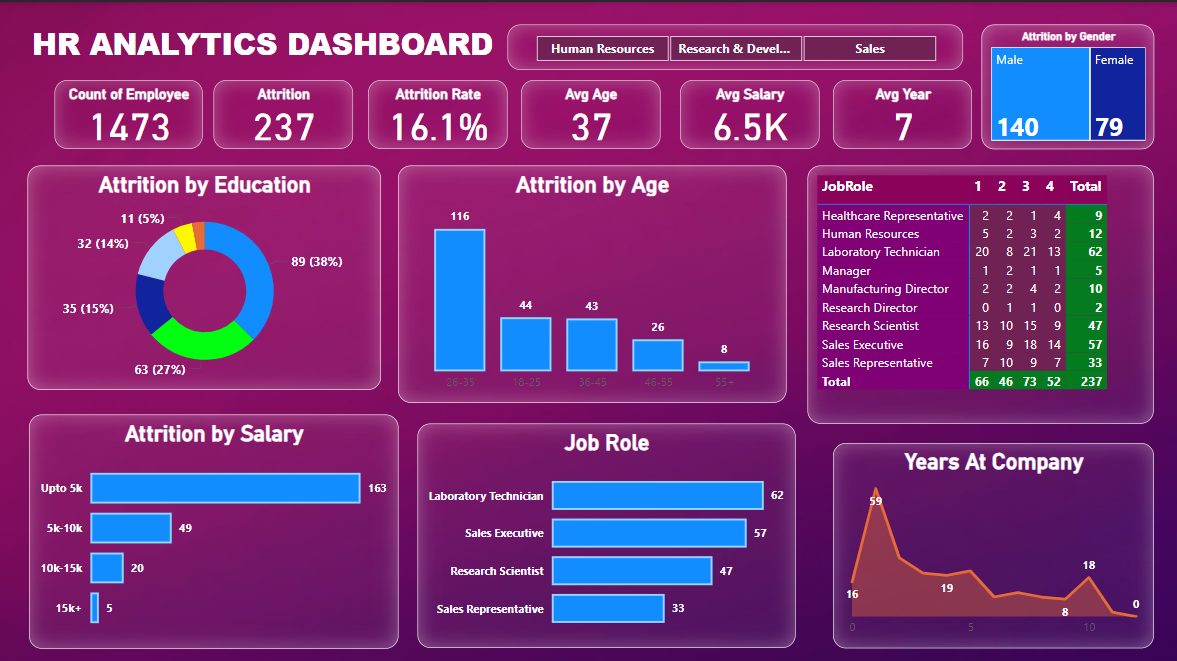 HR ANALYTICS DASHBOARD
Human Resources
Research & Devel...
Sales
Attrition by Gender
Male
140
Female
79
Count of Employee
1473
Attrition
237
Attrition Rate
16.1%
Avg Age
37
Avg Salary
6.5K
Avg Year
7
Attrition by Education
11 (5%)
32 (14%)
89 (38%)
35 (15%)
63 (27%)
Attrition by Age
116
44
43
26
8
26-35 18-25 36-45 46-55 55+
JobRole 1 2 3 4 Total
Healthcare Representative 2 2 1 4 9
Human Resources 5 2 3 2 12
Laboratory Technician 20 8 21 13 62
Manager 1 2 1 1 5
Manufacturing Director 2 2 4 2 10
Research Director 0 1 1 0 2
Research Scientist 13 10 15 9 47
Sales Executive 16 9 18 14 57
Sales Representative 7 10 9 7 33
Total 66 46 73 52 237
Attrition by Salary
Upto 5k 163
5k-10k 49
10k-15k 20
15k+ 5
Job Role
Laboratory Technician 62
Sales Executive 57
Research Scientist 47
Sales Representative 33
Years At Company
59
16
19
18
8
0
0 5 10